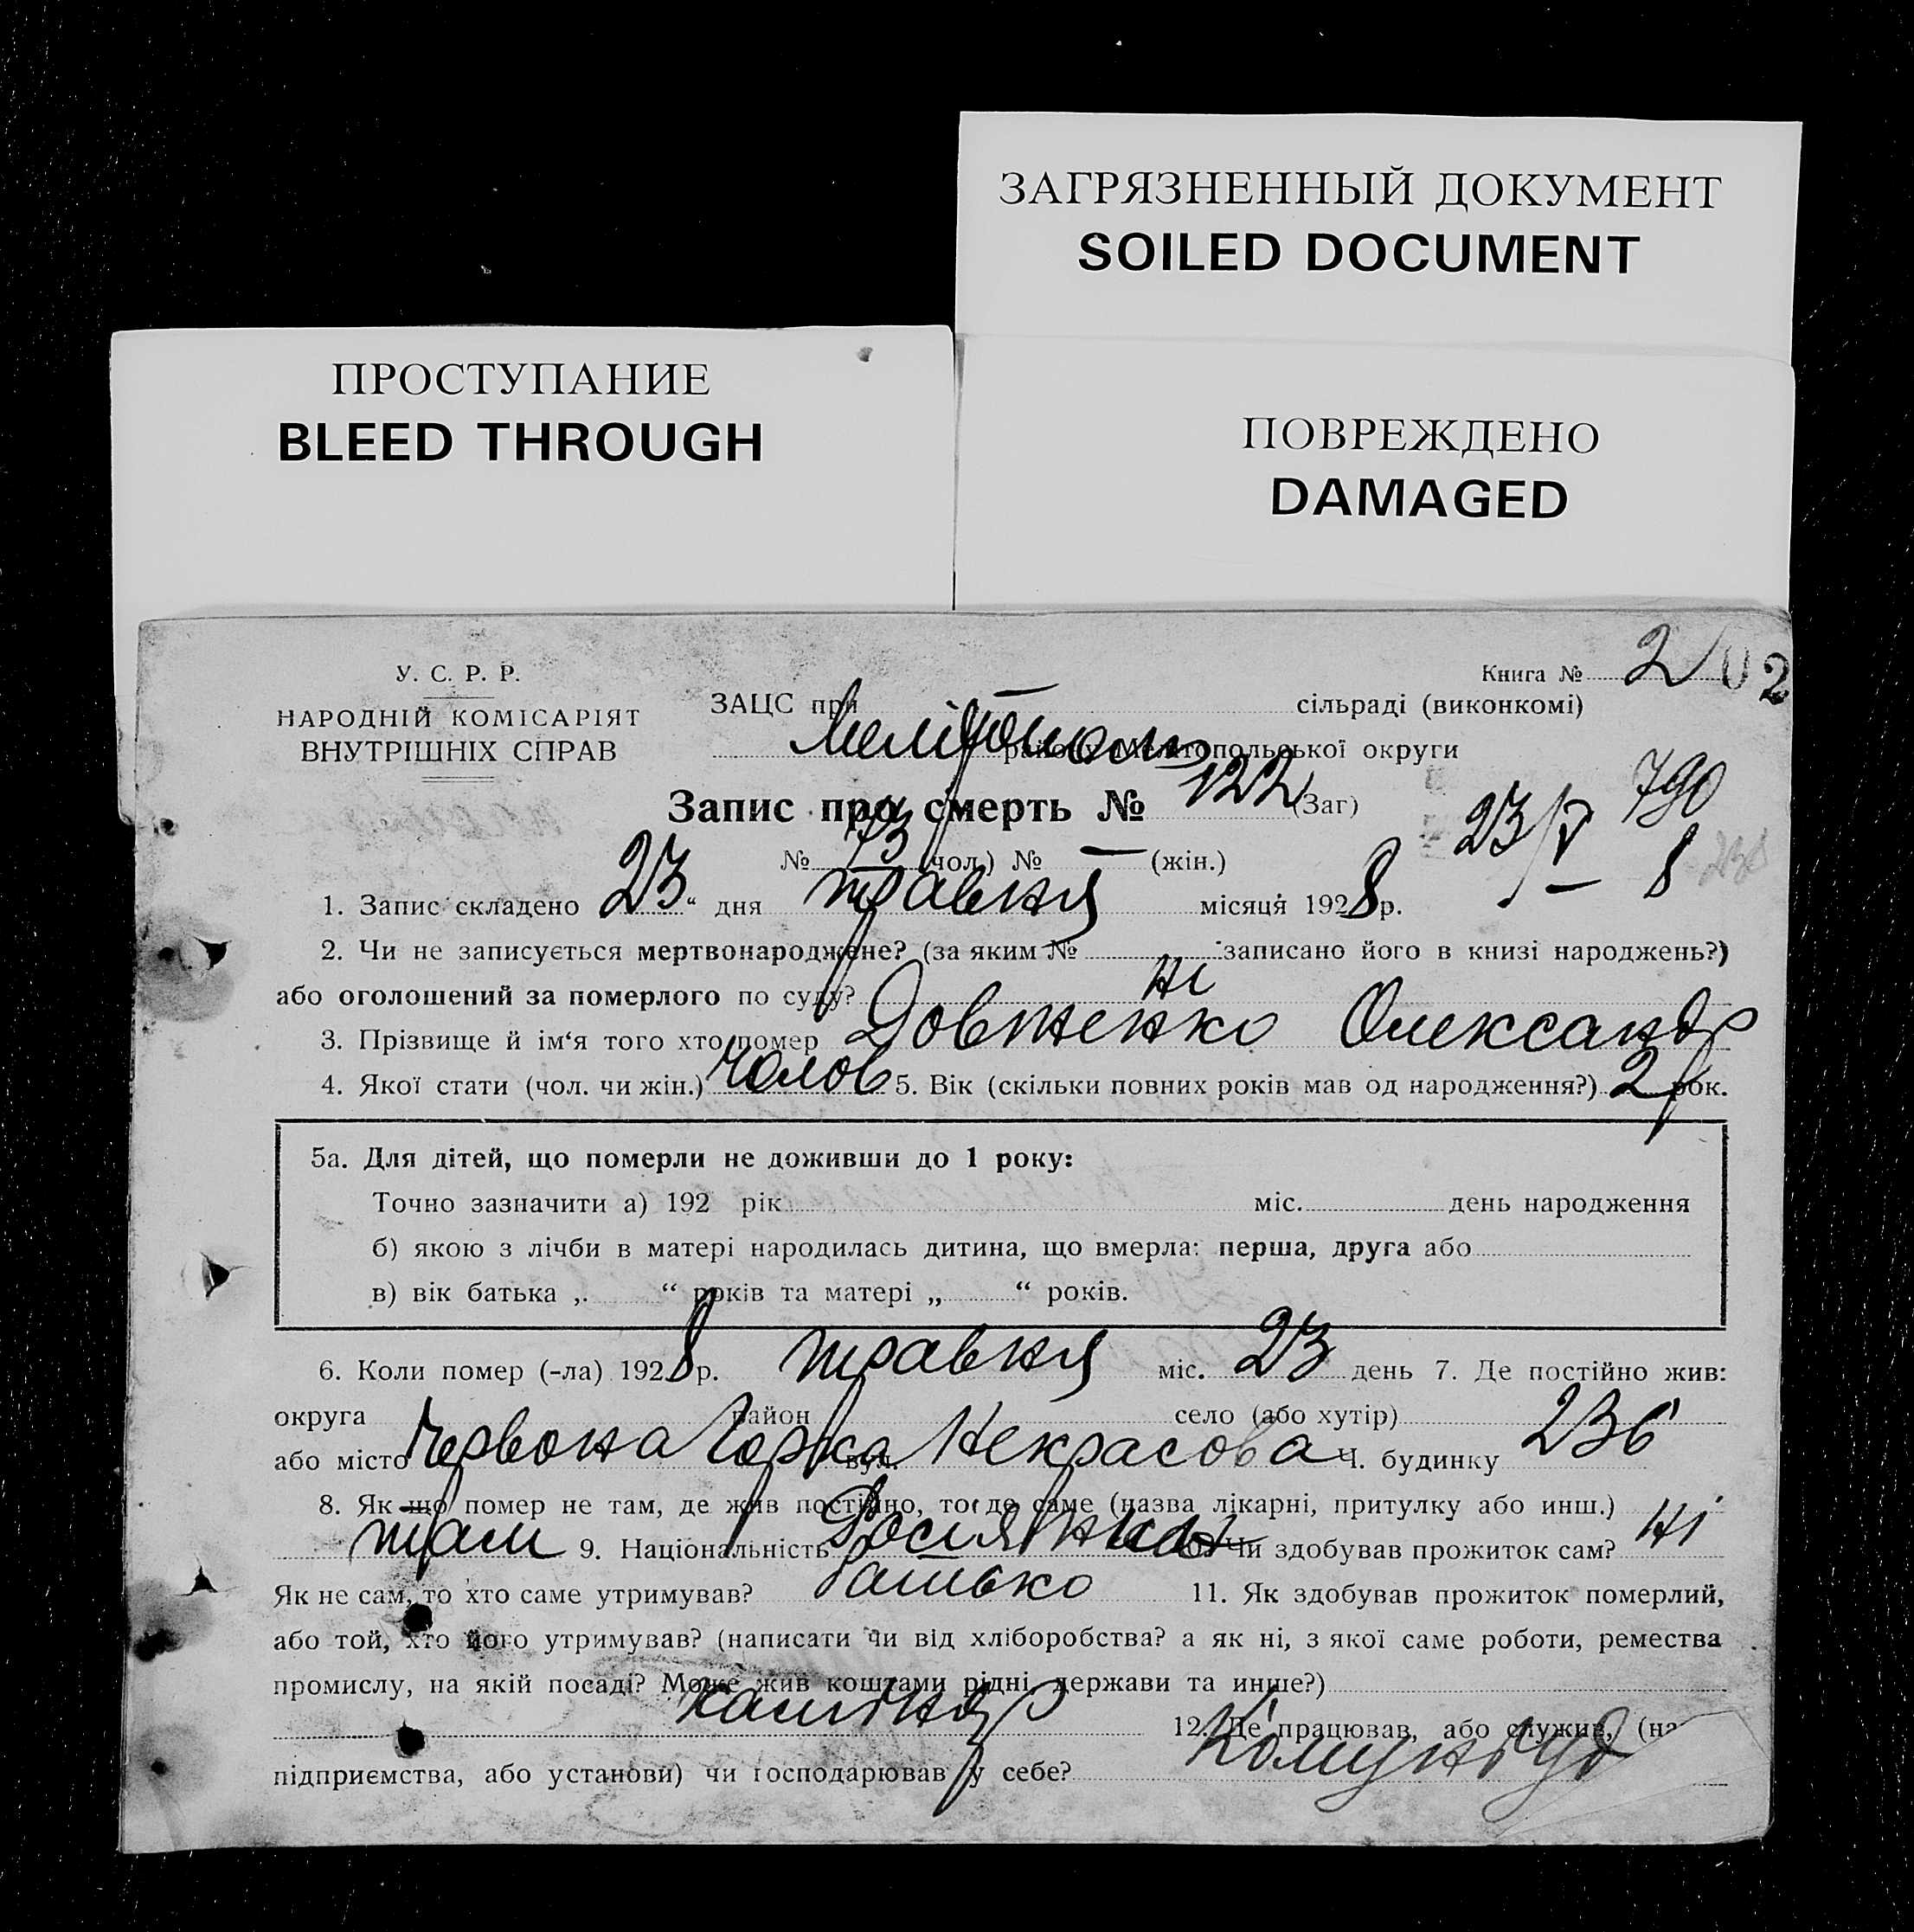 ЗАГРЯЗНЕННЫЙ ДОКУМЕНТ
SOILED DOCUMENT
ПРОСТУПАНИЕ
BLEED THROUGH
ПОВРЕЖДЕНО
DAMAGED
У. С. Р. Р.
НАРОДНІЙ КОМІСАРІЯТ
ВНУТРІШНІХ СПРАВ
Книга № 2 02
ЗАЦС при — сільраді (виконкомі)
Мелітополь району Мелітопольської округи
Запис про смерть № 122 (Заг)
790
23/V
— 8
№ 73 (чол.) № — (жін.)
1. Запис складено 23 “ дня травня місяця 1928 р.
2. Чи не записується мертвонароджене? (за яким № записано його в книзі народжень?)
або оголошений за померлого по суду? ні
3. Прізвище й ім‘я того хто помер Довженко Олександр
4. Якої стати (чол. чи жін.) Чолов 5. Вік (скільки повних років мав од народження?) 2 р рок.
5а. Для дітей, що померли не доживши до 1 року:
Точно зазначити а) 192 рік міс. день народження
б) якою з лічби в матері народилась дитина, що вмерла: перша, друга або
в) вік батька „ “ років та матері „ “ років.
6. Коли помер (-ла) 1928 р. травня міс. 23 день 7. Де постійно жив:
округа район село (або хутір)
або місто Червона Горка вул. Некрасова Ч. будинку 236
8. Як що помер не там, де жив постійно, то де саме (назва лікарні, притулку або инш.) ні
там 9. Національність 10. Чи здобував прожиток сам?
Як не сам, то хто саме утримував? Батько 11. Як здобував прожиток померлий,
або той, хто його утримував? (написати чи від хліборобства? а як ні, з якої саме роботи, ремества
промислу, на якій посаді? Може жив коштами рідні, держави та инше?)
12. Де працював, або служив, (на
підприємства, або установи) чи господарював у себе?